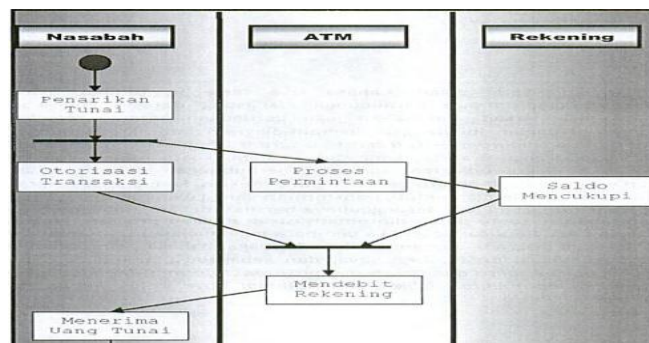 Nasabah
ATM
Rekening
Penarikan
Tunai
Otorisasi
Transaksi
Proses
Permintaan
Saldo
Mencukupi
Mendebit
Rekening
Menerima
Uang Tunai